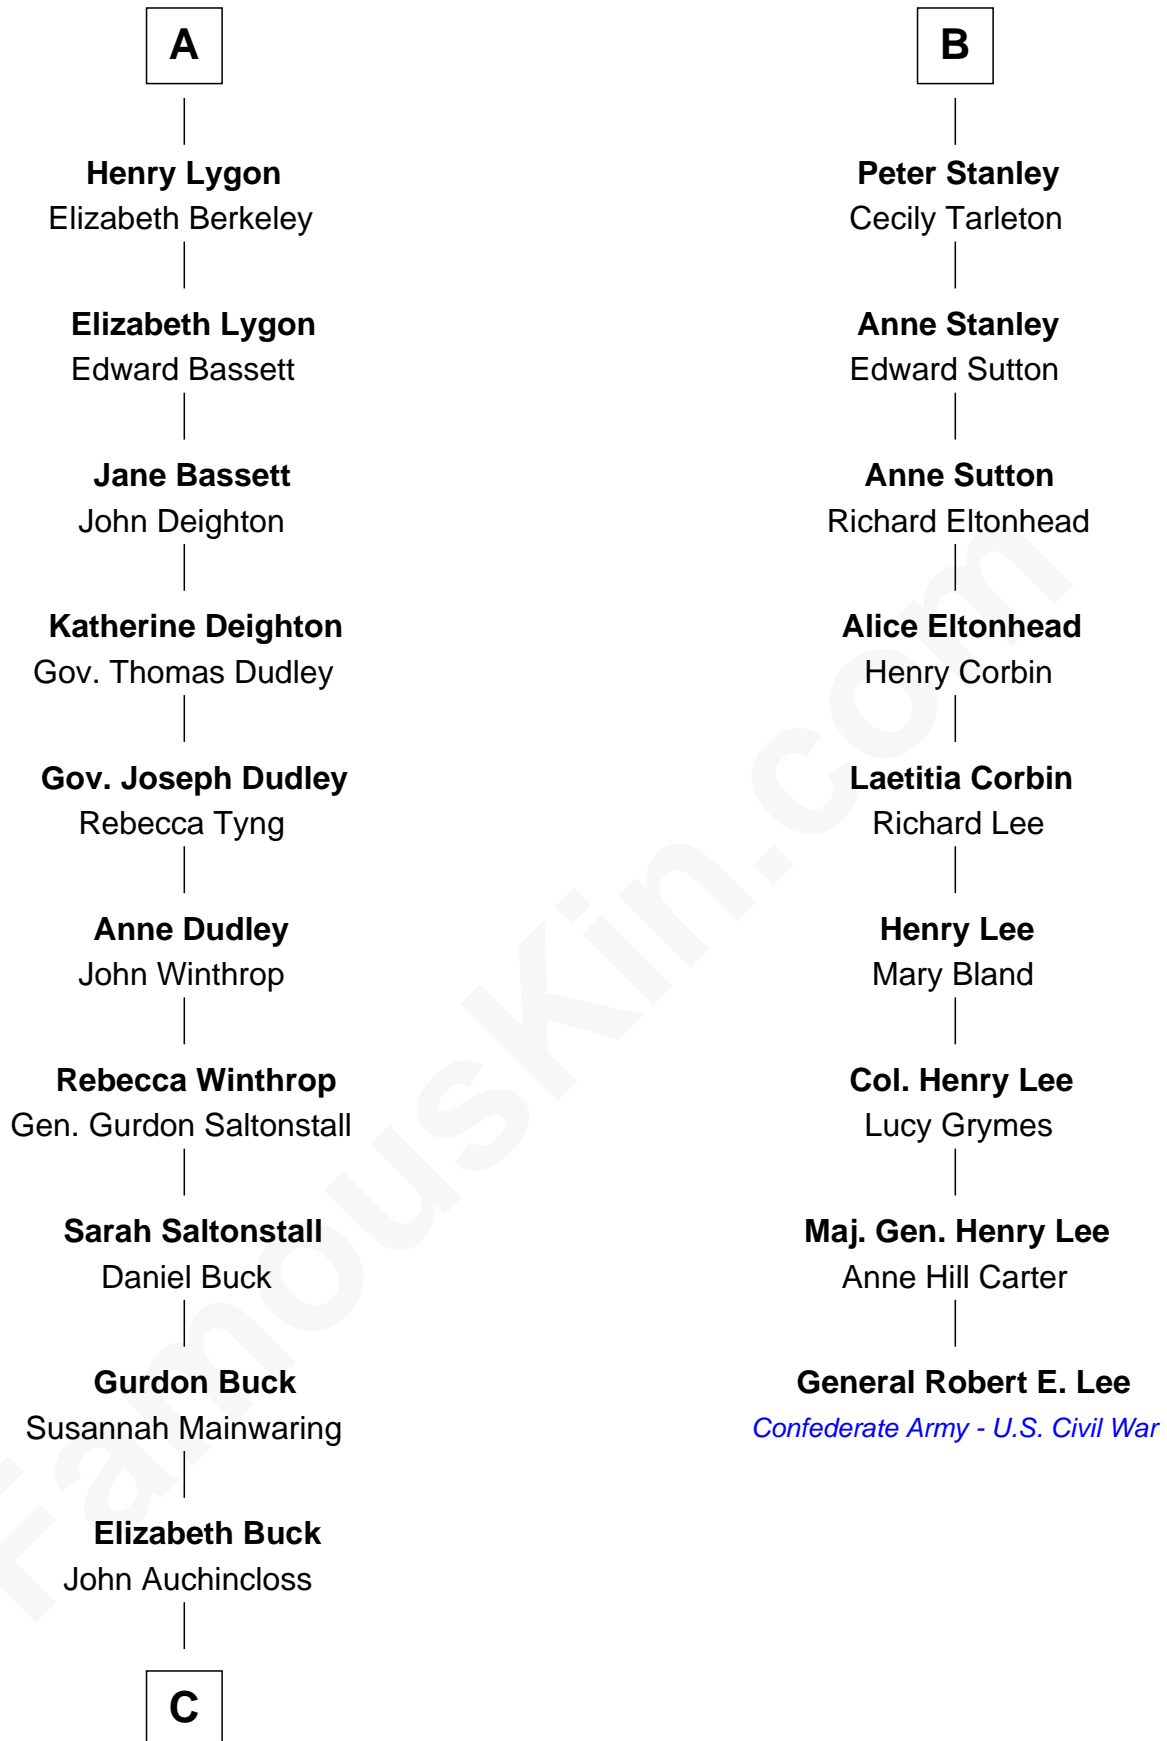 A
Henry Lygon
Elizabeth Berkeley
Elizabeth Lygon
Edward Bassett
Jane Bassett
John Deighton
Katherine Deighton
Gov. Thomas Dudley
Gov. Joseph Dudley
Rebecca Tyng
Anne Dudley
John Winthrop
Rebecca Winthrop
Gen. Gurdon Saltonstall
Sarah Saltonstall
Daniel Buck
Gurdon Buck
Susannah Mainwaring
Elizabeth Buck
John Auchincloss
C
B
Peter Stanley
Cecily Tarleton
Anne Stanley
Edward Sutton
Anne Sutton
Richard Eltonhead
Alice Eltonhead
Henry Corbin
Laetitia Corbin
Richard Lee
Henry Lee
Mary Bland
Col. Henry Lee
Lucy Grymes
Maj. Gen. Henry Lee
Anne Hill Carter
General Robert E. Lee
Confederate Army - U.S. Civil War
FamousKin.com